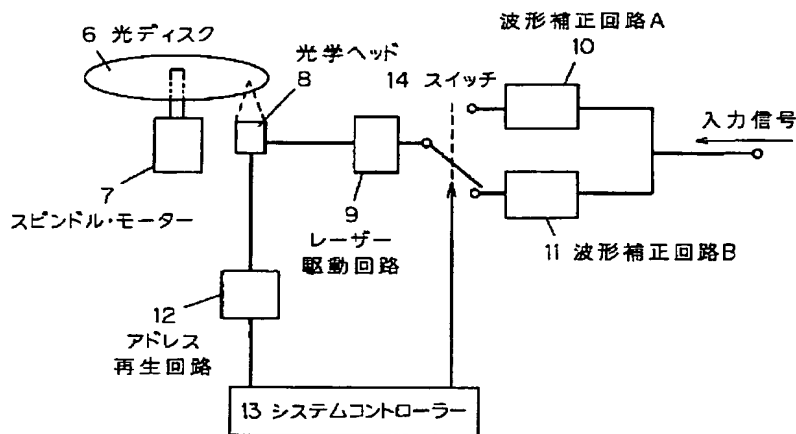 波形補正回路A
10
6 光ディスク
光学ヘッド
8
14 スイッチ
入力信号
7
スピンドル・モーター
9
レーザー
駆動回路
11 波形補正回路B
12
アドレス
再生回路
13 システムコントローラー